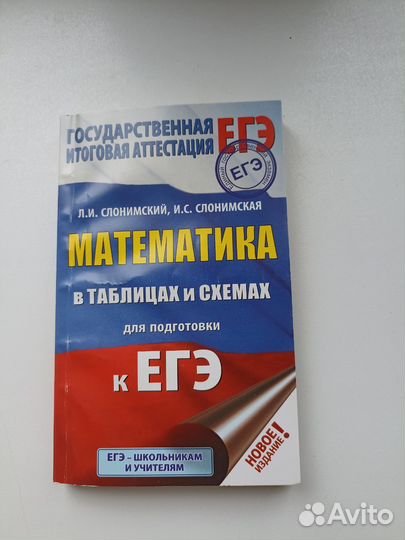 ГОСУДАРСТВЕННАЯ
ИТОГОВАЯ АТТЕСТАЦИЯ
ЕГЭ
ЕГЭ
Л.И. СЛОНИМСКИЙ, И.С. СЛОНИМСКАЯ
МАТЕМАТИКА
В ТАБЛИЦАХ И СХЕМАХ
ДЛЯ ПОДГОТОВКИ
К ЕГЭ
НОВОЕ !
ИЗДАНИЕ
ЕГЭ – ШКОЛЬНИКАМ
И УЧИТЕЛЯМ
Avito